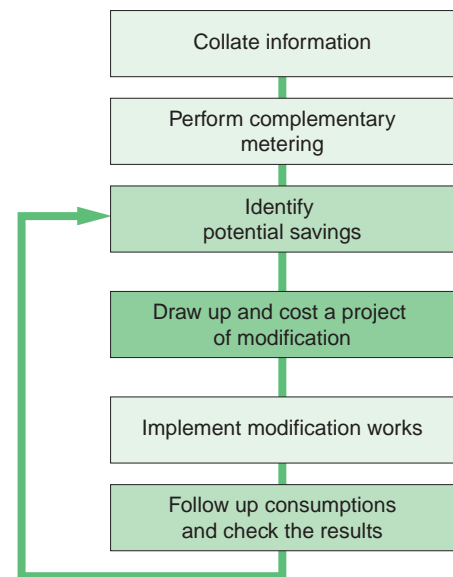 Collate information
Perform complementary
metering
Identify
potential savings
Draw up and cost a project
of modification
Implement modification works
Follow up consumptions
and check the results